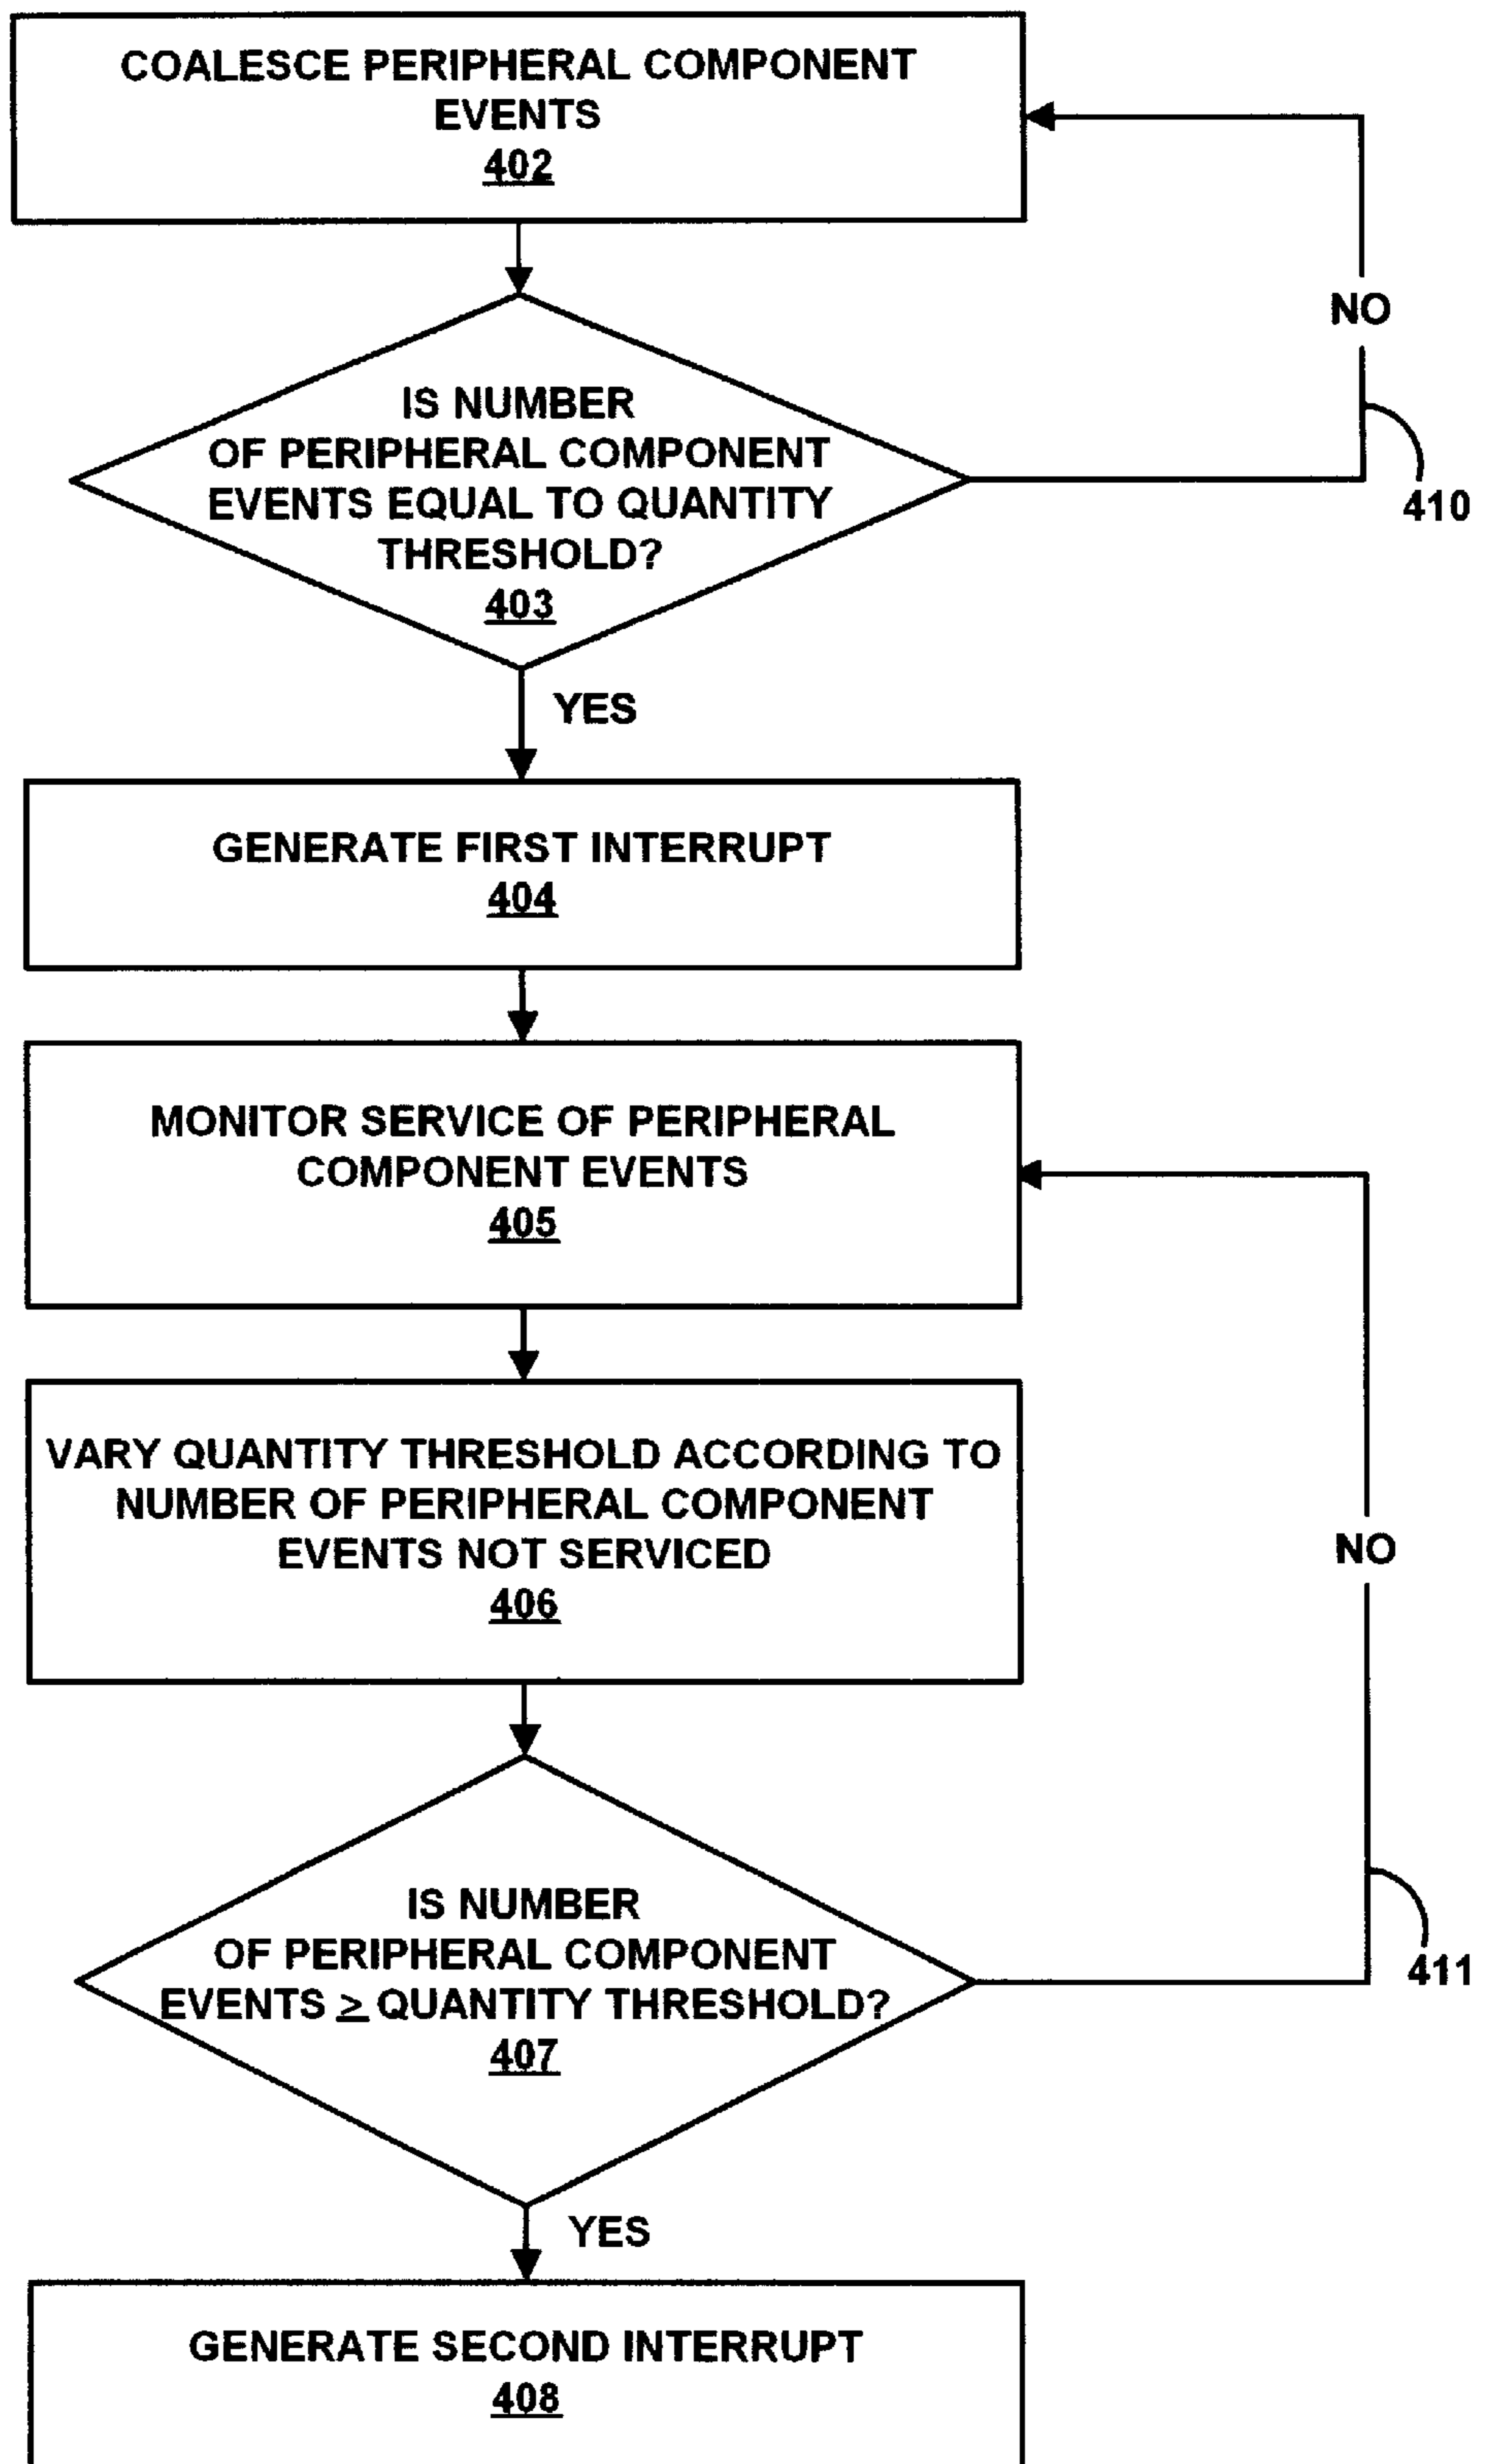 COALESCE PERIPHERAL COMPONENT
EVENTS
402
NO
IS NUMBER
OF PERIPHERAL COMPONENT
EVENTS EQUAL TO QUANTITY
THRESHOLD?
403
410
YES
GENERATE FIRST INTERRUPT
404
MONITOR SERVICE OF PERIPHERAL
COMPONENT EVENTS
405
VARY QUANTITY THRESHOLD ACCORDING TO
NUMBER OF PERIPHERAL COMPONENT
EVENTS NOT SERVICED
406
NO
IS NUMBER
OF PERIPHERAL COMPONENT
EVENTS ≥ QUANTITY THRESHOLD?
407
411
YES
GENERATE SECOND INTERRUPT
408